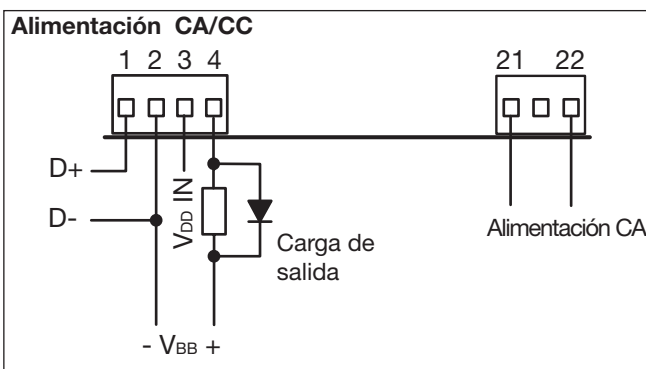 Alimentación CA/CC
1 2 3 4
21 22
D+
D-
VDD IN
Carga de
salida
Alimentación CA
- VBB +